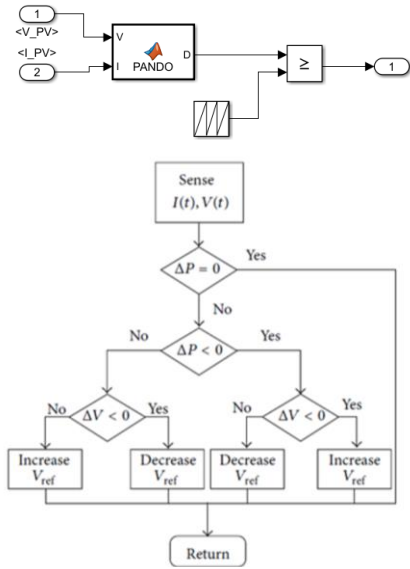 1
<V_PV>
<I_PV>
2
V
I
D
PANDO
≥
1
Sense
I(t), V(t)
ΔP = 0
Yes
No
No
ΔP < 0
Yes
No
ΔV < 0
Yes
No
ΔV < 0
Yes
Increase
Vref
Decrease
Vref
Decrease
Vref
Increase
Vref
Return